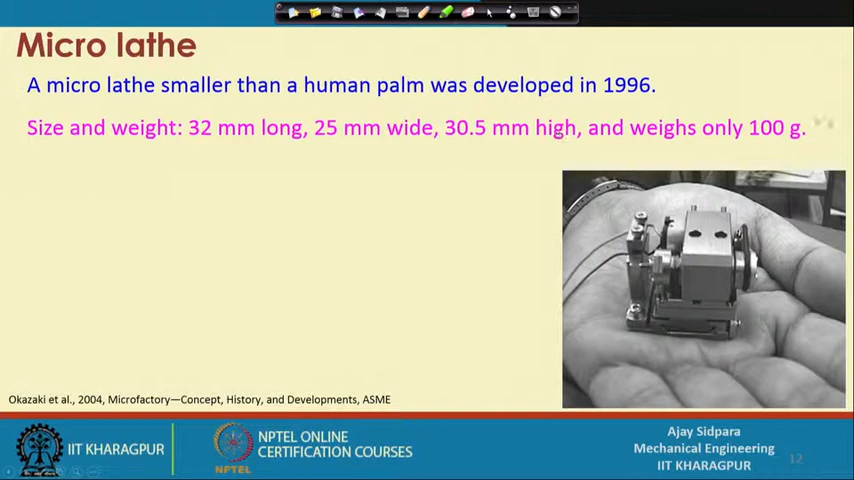 Micro lathe
A micro lathe smaller than a human palm was developed in 1996.
Size and weight: 32 mm long, 25 mm wide, 30.5 mm high, and weighs only 100 g.
Okazaki et al., 2004, Microfactory—Concept, History, and Developments, ASME
IIT KHARAGPUR
NPTEL
NPTEL ONLINE
CERTIFICATION COURSES
Ajay Sidpara
Mechanical Engineering
IIT KHARAGPUR
12